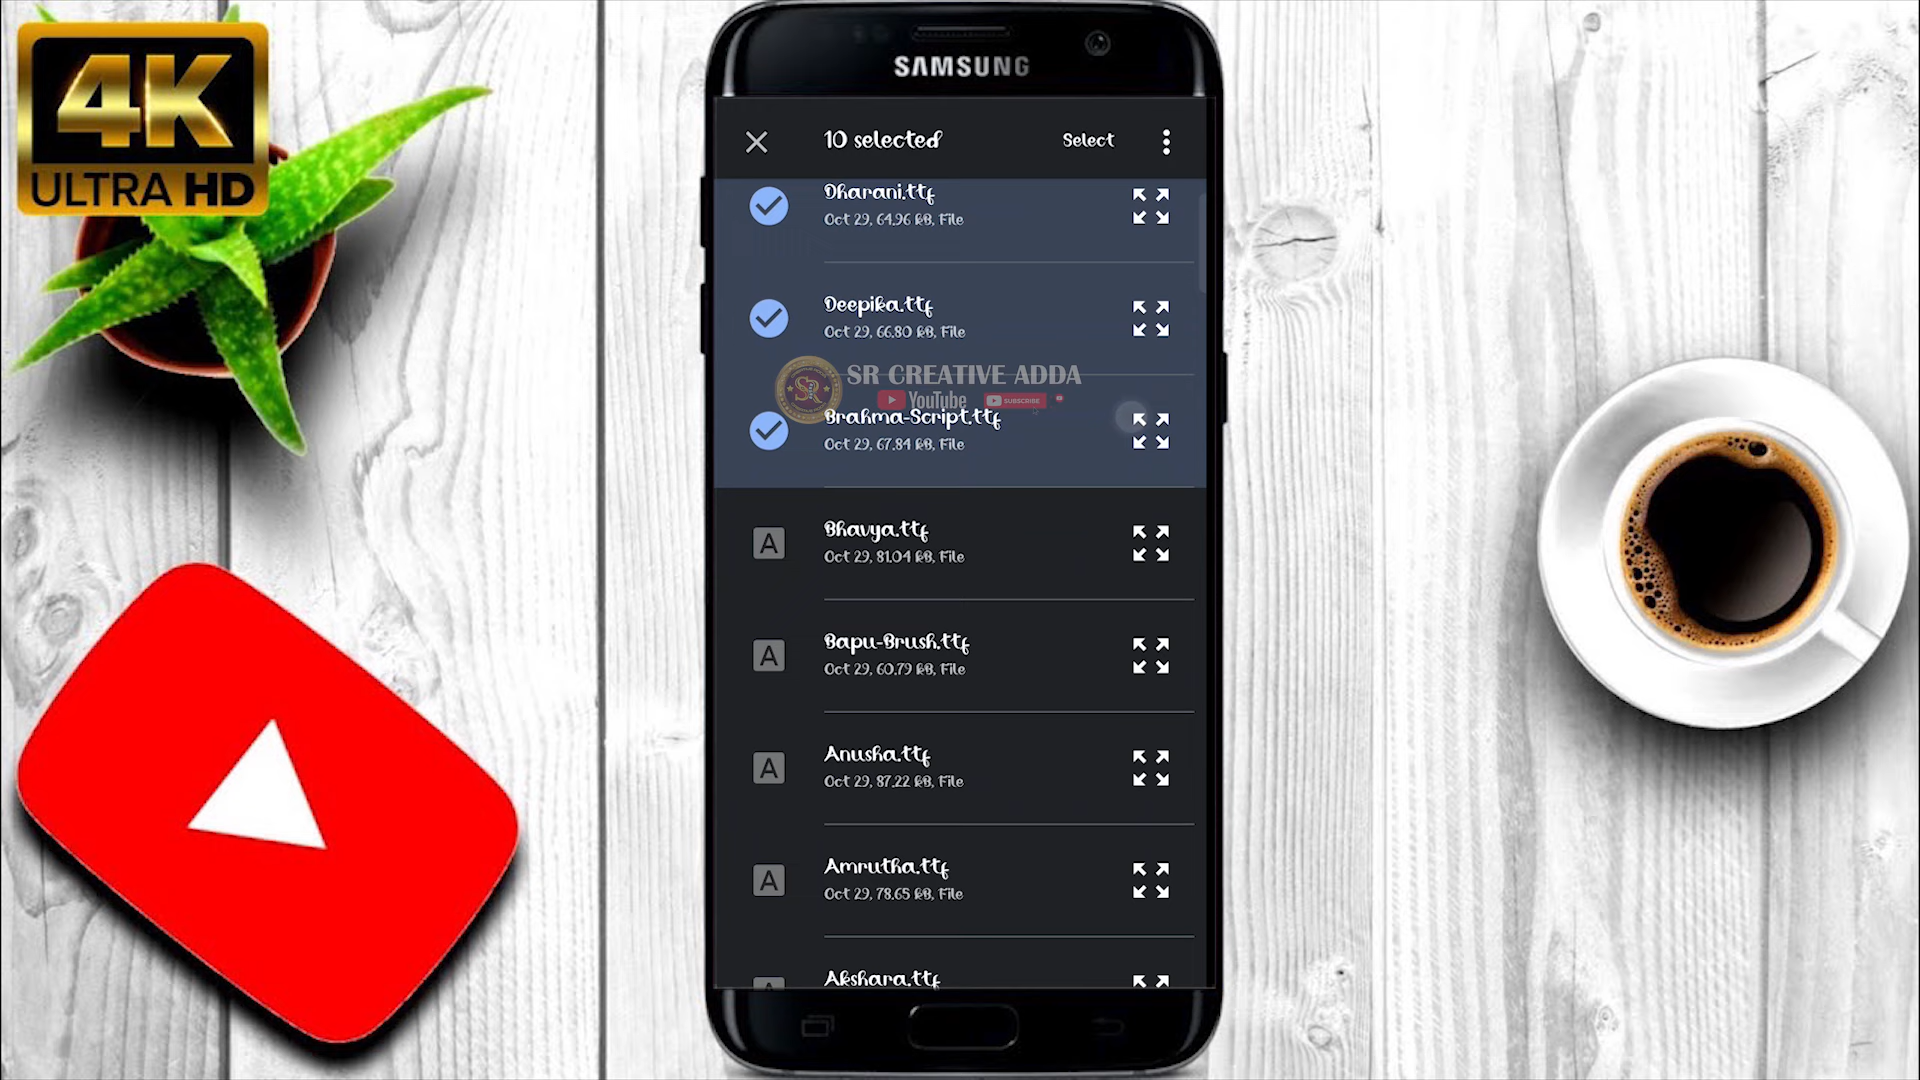 4K
ULTRA HD
SAMSUNG
10 selected
Select
Dharani.ttf
Oct 29, 64.96 kB, File
Deepika.ttf
Oct 29, 66.80 kB, File
SR CREATIVE ADDA
SR
YouTube
SUBSCRIBE
Brahma-Script.ttf
Oct 29, 67.84 kB, File
A
Bhavya.ttf
Oct 29, 81.04 kB, File
A
Bapu-Brush.ttf
Oct 29, 60.79 kB, File
A
Anusha.ttf
Oct 29, 87.22 kB, File
A
Amrutha.ttf
Oct 29, 78.65 kB, File
Akshara.ttf